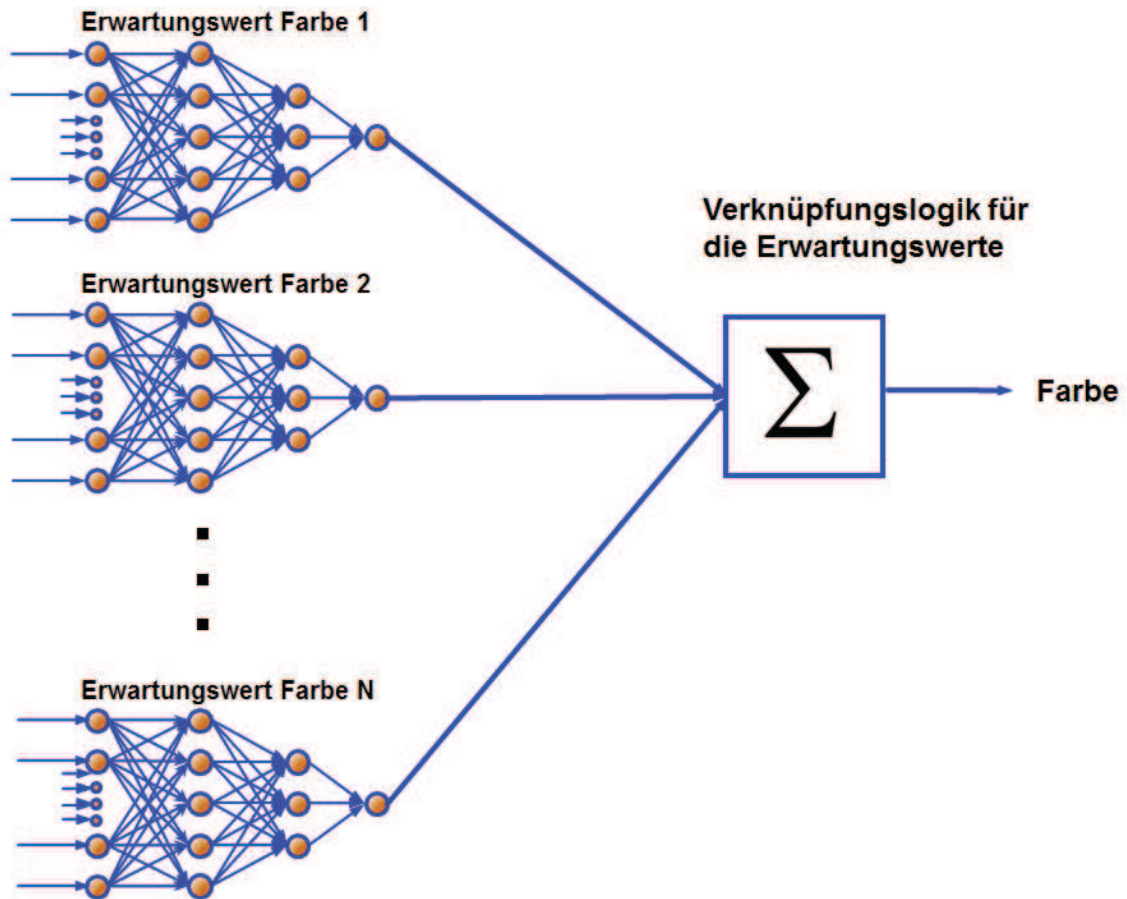 Erwartungswert Farbe 1
Erwartungswert Farbe 2
Erwartungswert Farbe N
Verknüpfungslogik für
die Erwartungswerte
Σ
Farbe